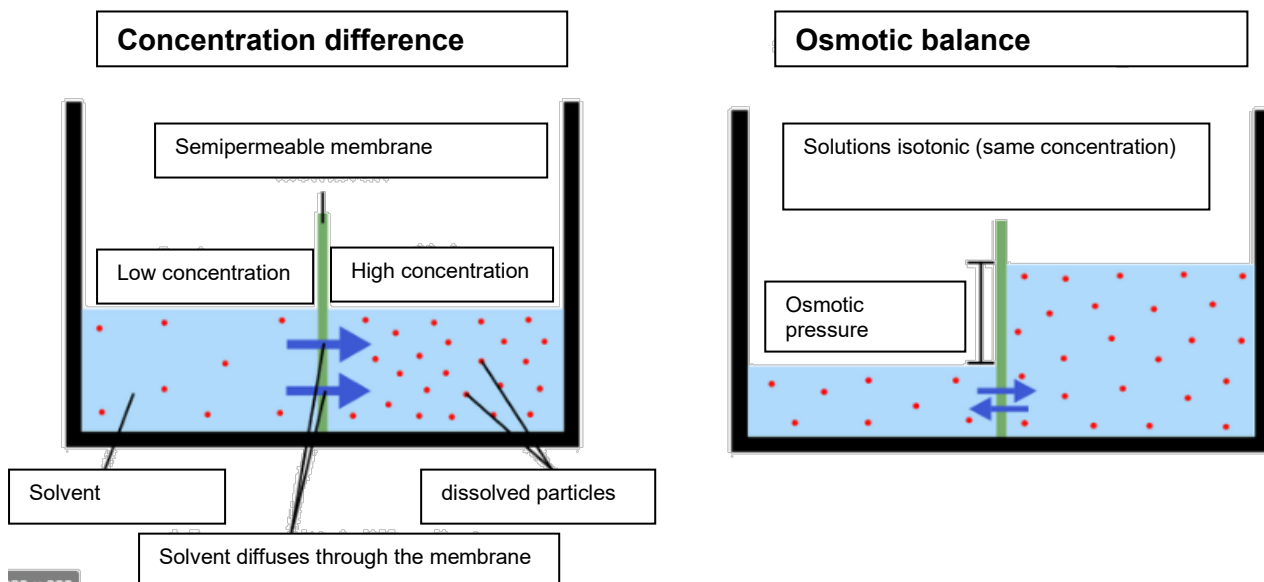 Concentration difference
Osmotic balance
Semipermeable membrane
Solutions isotonic (same concentration)
Low concentration
High concentration
Osmotic
pressure
Solvent
dissolved particles
Solvent diffuses through the membrane